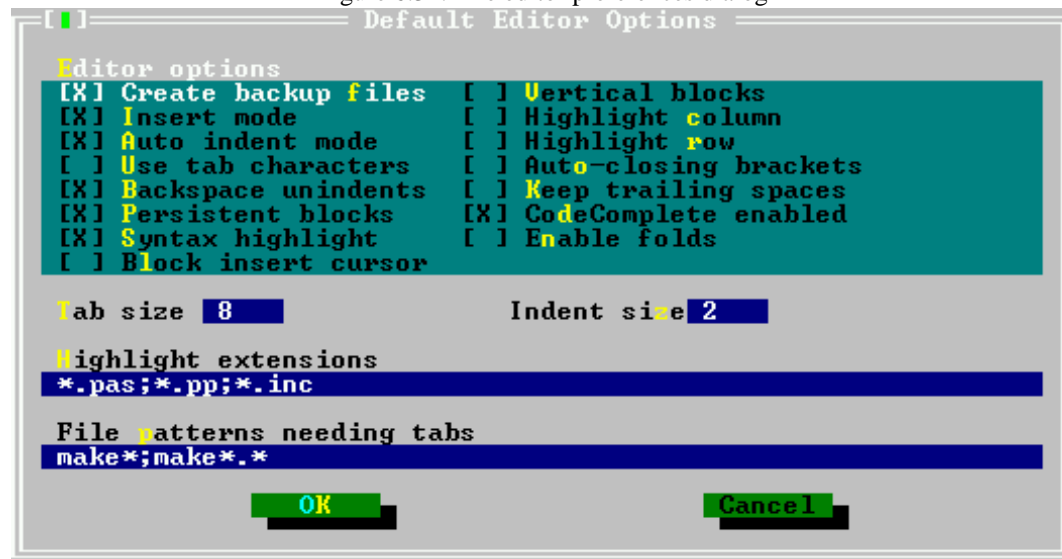 [ ] Default Editor Options
Editor options
[X] Create backup files [ ] Vertical blocks
[X] Insert mode [ ] Highlight column
[X] Auto indent mode [ ] Highlight row
[ ] Use tab characters [ ] Auto-closing brackets
[X] Backspace unindents [ ] Keep trailing spaces
[X] Persistent blocks [X] CodeComplete enabled
[X] Syntax highlight [ ] Enable folds
[ ] Block insert cursor
Tab size 8 Indent size 2
Highlight extensions
*.pas;*.pp;*.inc
File patterns needing tabs
make*;make*.*
OK Cancel